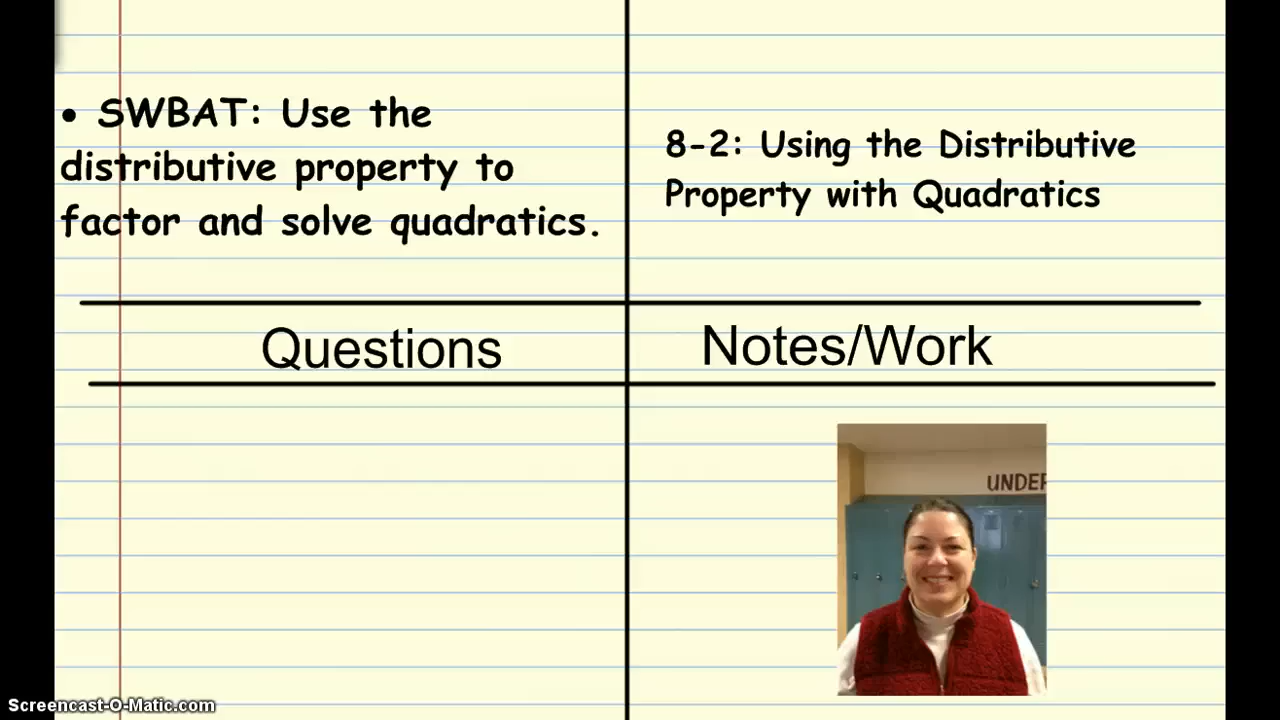 • SWBAT: Use the
distributive property to
factor and solve quadratics.
8-2: Using the Distributive
Property with Quadratics
Questions
Notes/Work
UNDER
Screencast-O-Matic.com